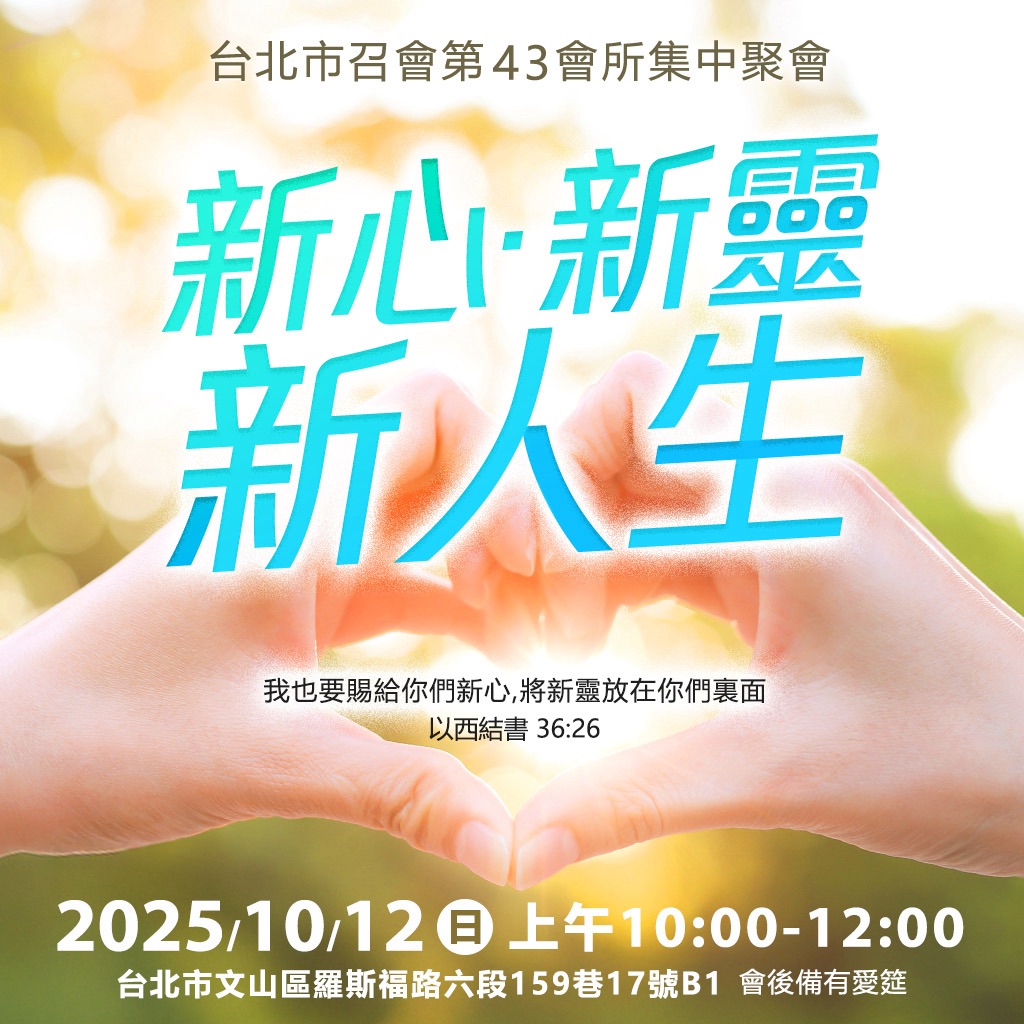 台北市召會第43會所集中聚會
新心·新靈
新人生
我也要賜給你們新心,將新靈放在你們裏面
以西結書 36:26
2025/10/12 日 上午10:00-12:00
台北市文山區羅斯福路六段159巷17號B1 會後備有愛筵